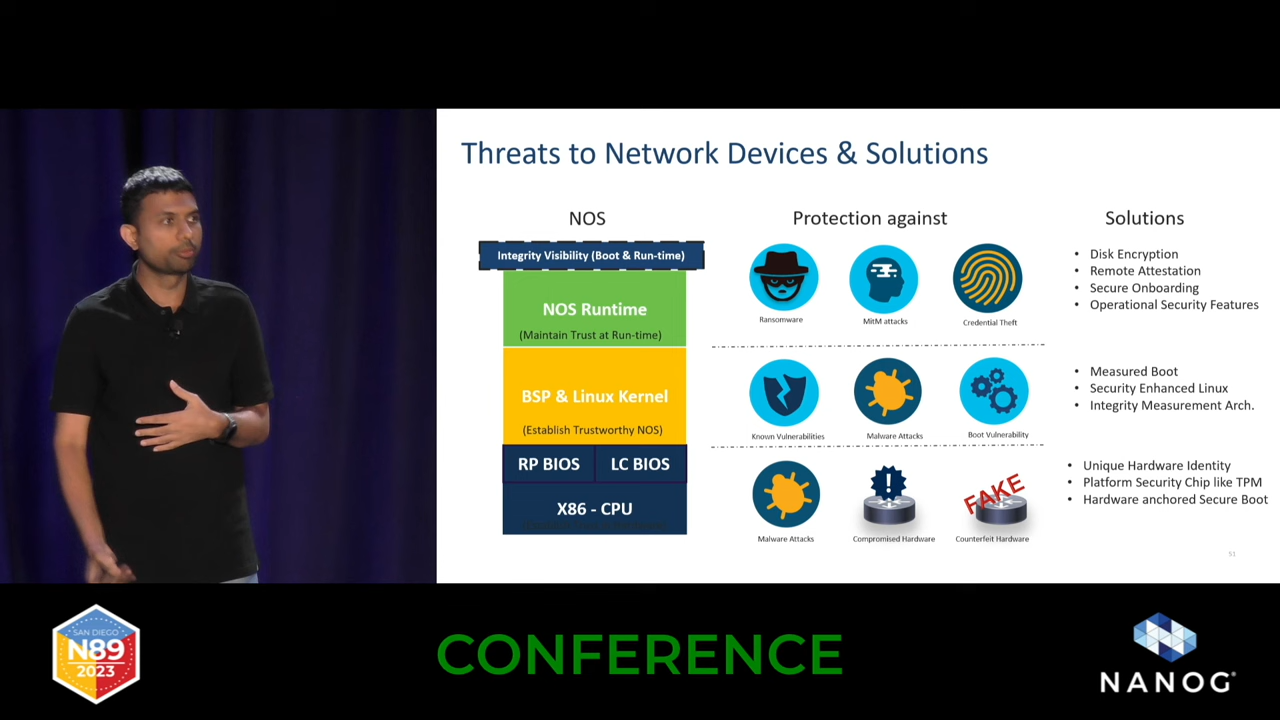 Threats to Network Devices & Solutions
NOS
Protection against
Solutions
Integrity Visibility (Boot & Run-time)
NOS Runtime
(Maintain Trust at Run-time)
BSP & Linux Kernel
(Establish Trustworthy NOS)
RP BIOS
LC BIOS
X86 - CPU
Ransomware
MitM attacks
Credential Theft
• Disk Encryption
• Remote Attestation
• Secure Onboarding
• Operational Security Features
Known Vulnerabilities
Malware Attacks
Boot Vulnerability
• Measured Boot
• Security Enhanced Linux
• Integrity Measurement Arch.
FAKE
Malware Attacks
Compromised Hardware
Counterfeit Hardware
• Unique Hardware Identity
• Platform Security Chip like TPM
• Hardware anchored Secure Boot
51
SAN DIEGO
N89
2023
CONFERENCE
NANOG®